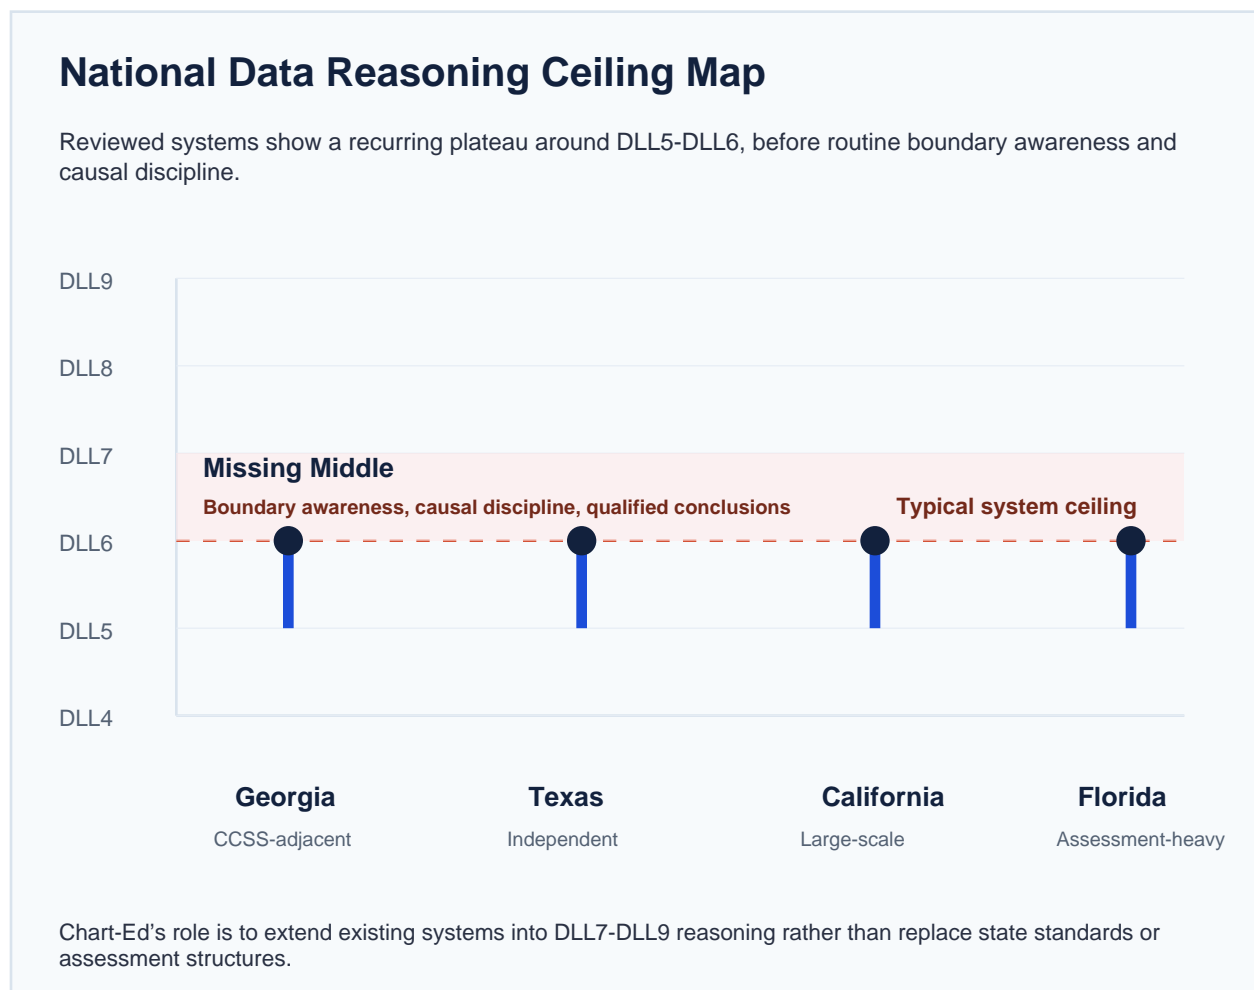 National Data Reasoning Ceiling Map
Reviewed systems show a recurring plateau around DLL5-DLL6, before routine boundary awareness and
causal discipline.
DLL9
DLL8
DLL7
Missing Middle
Boundary awareness, causal discipline, qualified conclusions
Typical system ceiling
DLL6
DLL5
DLL4
Georgia
Texas
California
Florida
CCSS-adjacent
Independent
Large-scale
Assessment-heavy
Chart-Ed’s role is to extend existing systems into DLL7-DLL9 reasoning rather than replace state standards or
assessment structures.